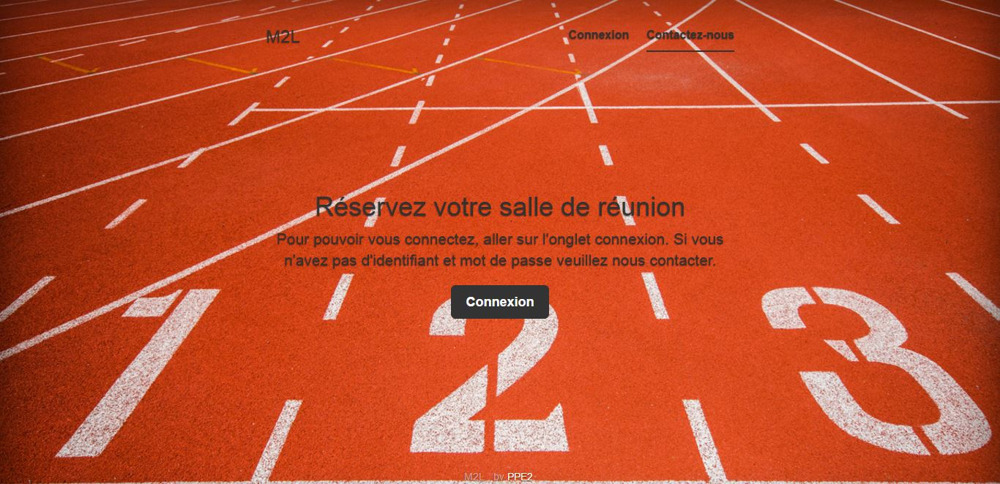 M2L
Connexion Contactez-nous
Réservez votre salle de réunion
Pour pouvoir vous connectez, aller sur l'onglet connexion. Si vous
n'avez pas d'identifiant et mot de passe veuillez nous contacter.
Connexion
1 2 3
M2L , by PPE2